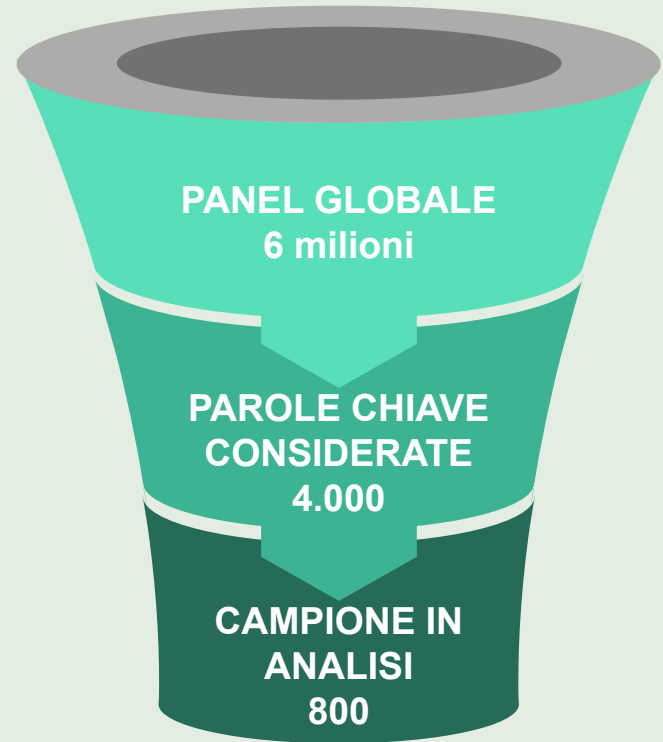 PANEL GLOBALE
6 milioni
PAROLE CHIAVE
CONSIDERATE
4.000
CAMPIONE IN
ANALISI
800